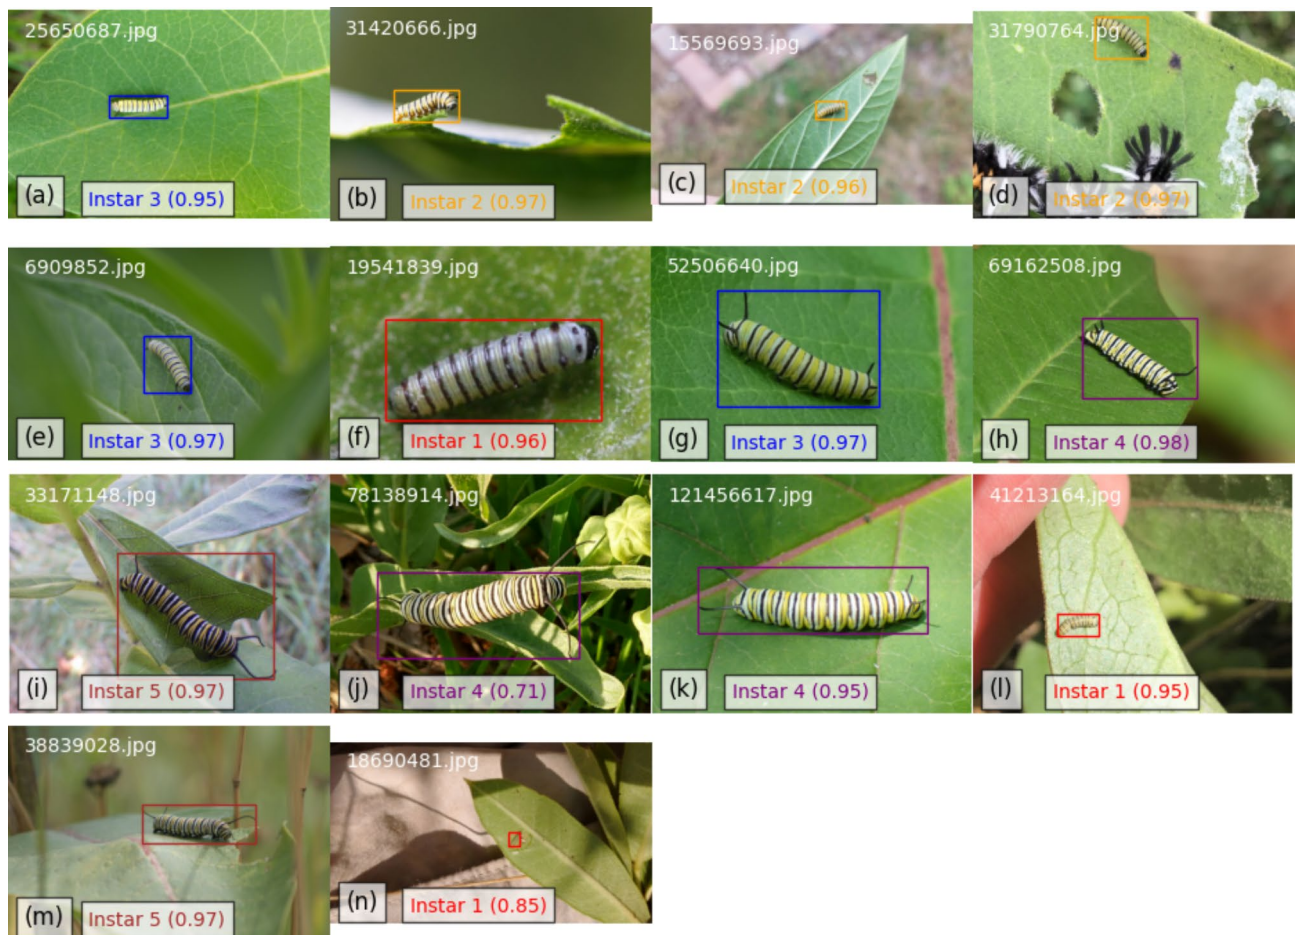 25650687.jpg
(a) Instar 3 (0.95)
31420666.jpg
(b) Instar 2 (0.97)
15569693.jpg
(c) Instar 2 (0.96)
31790764.jpg
(d) Instar 2 (0.97)
6909852.jpg
(e) Instar 3 (0.97)
19541839.jpg
(f) Instar 1 (0.96)
52506640.jpg
(g) Instar 3 (0.97)
69162508.jpg
(h) Instar 4 (0.98)
33171148.jpg
(i) Instar 5 (0.97)
78138914.jpg
(j) Instar 4 (0.71)
121456617.jpg
(k) Instar 4 (0.95)
41213164.jpg
(l) Instar 1 (0.95)
38839028.jpg
(m) Instar 5 (0.97)
18690481.jpg
(n) Instar 1 (0.85)